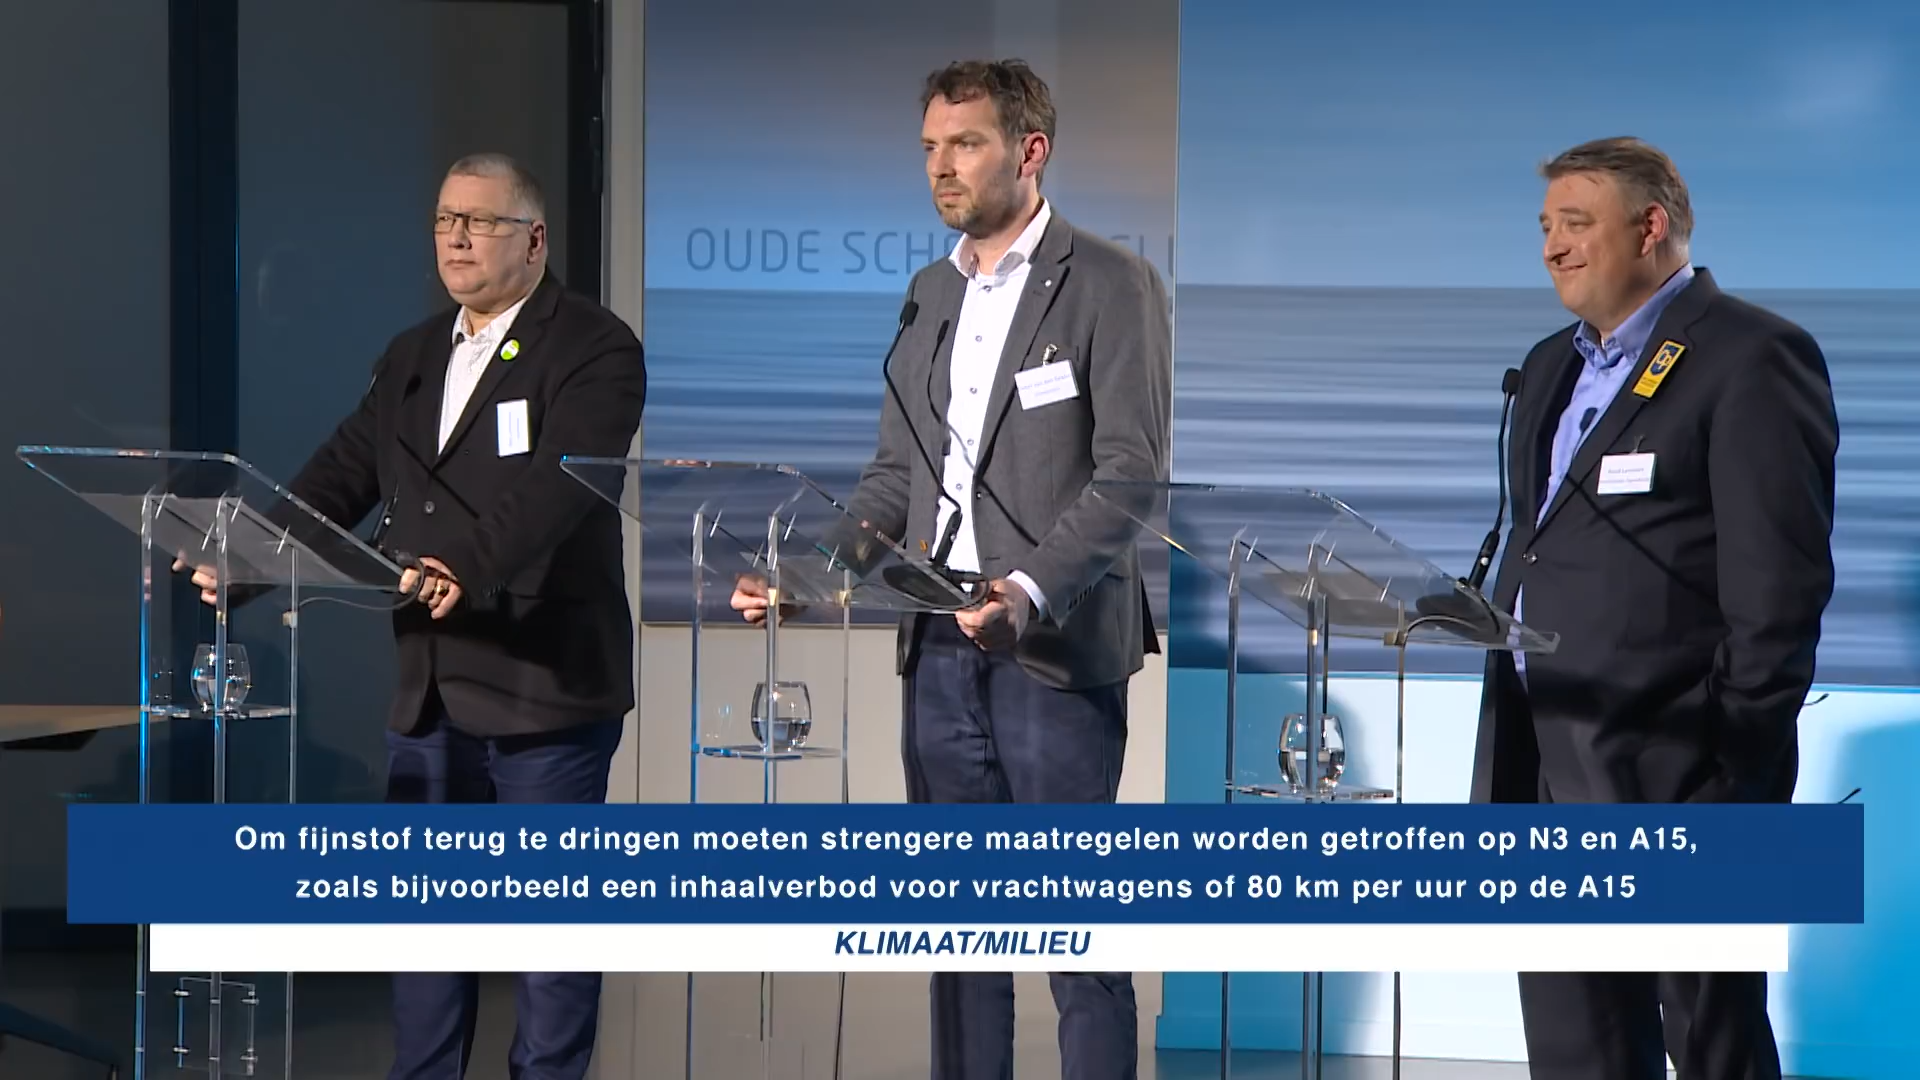 OUDE SCH
Om fijnstof terug te dringen moeten strengere maatregelen worden getroffen op N3 en A15,
zoals bijvoorbeeld een inhaalverbod voor vrachtwagens of 80 km per uur op de A15
KLIMAAT/MILIEU